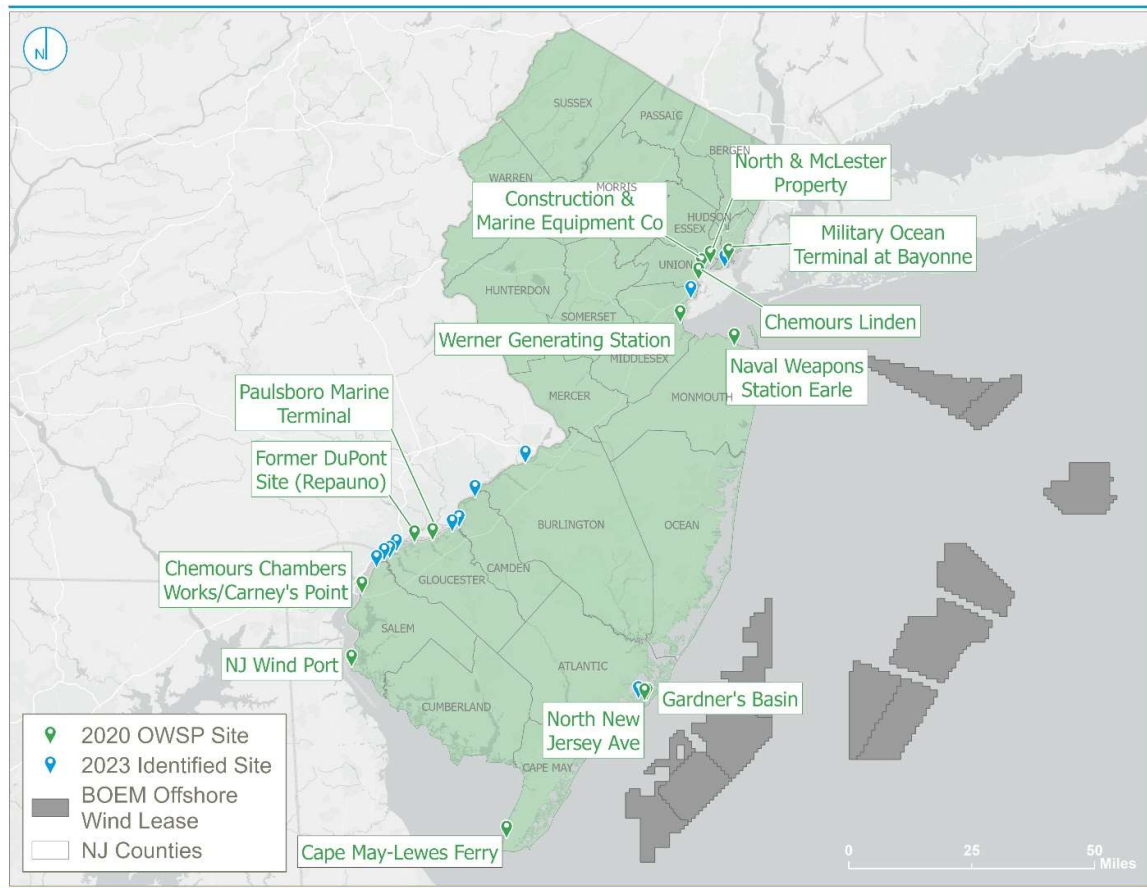 N
SUSSEX
PASSAIC
BERGEN
WARREN
MORRIS
North & McLester
Property
Construction &
Marine Equipment Co
HUDSON
ESSEX
Military Ocean
Terminal at Bayonne
UNION
HUNTERDON
SOMERSET
Chemours Linden
Werner Generating Station
MIDDLESEX
Naval Weapons
Station Earle
MERCER
MONMOUTH
Paulsboro Marine
Terminal
Former DuPont
Site (Repauno)
BURLINGTON
OCEAN
Chemours Chambers
Works/Carney's Point
GLOUCESTER
CAMDEN
SALEM
NJ Wind Port
ATLANTIC
Gardner's Basin
CUMBERLAND
North New
Jersey Ave
CAPE MAY
Cape May-Lewes Ferry
2020 OWSP Site
2023 Identified Site
BOEM Offshore
Wind Lease
NJ Counties
0 25 50
Miles